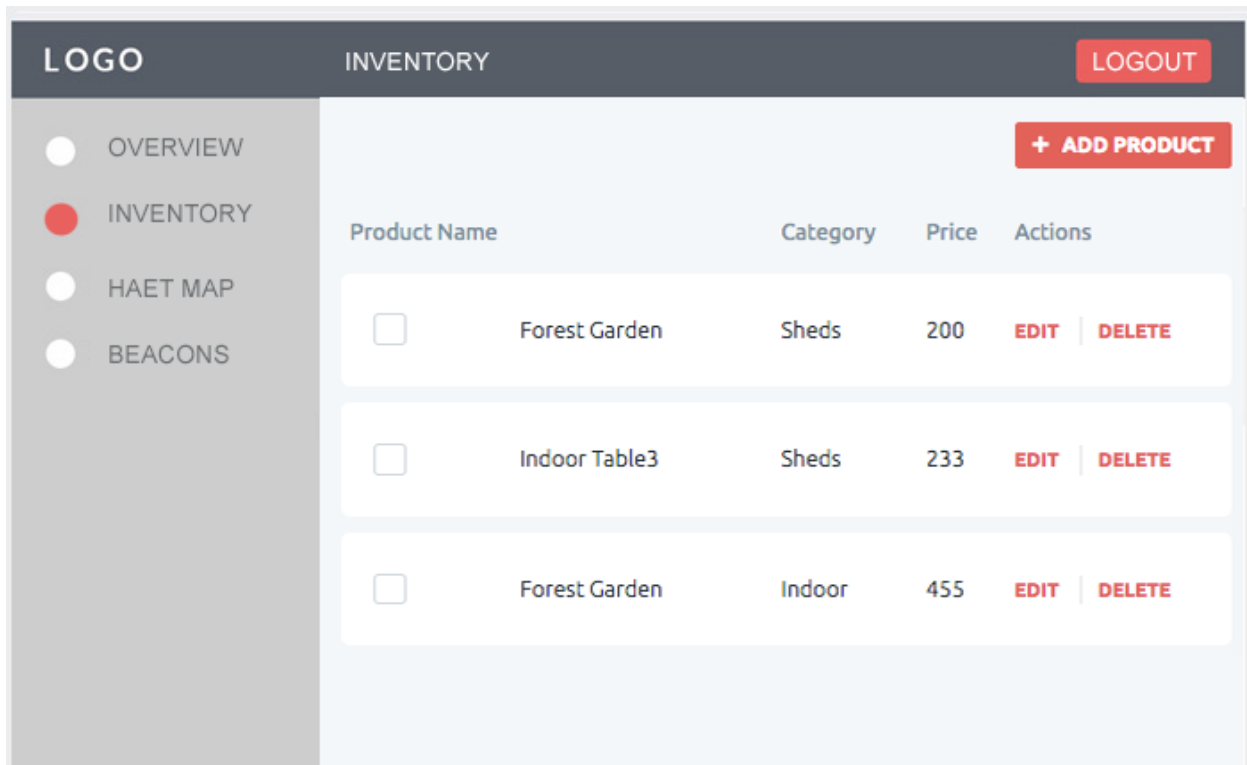 LOGO INVENTORY LOGOUT
OVERVIEW
INVENTORY
HAET MAP
BEACONS
+ ADD PRODUCT
Product Name Category Price Actions
Forest Garden Sheds 200 EDIT DELETE
Indoor Table3 Sheds 233 EDIT DELETE
Forest Garden Indoor 455 EDIT DELETE